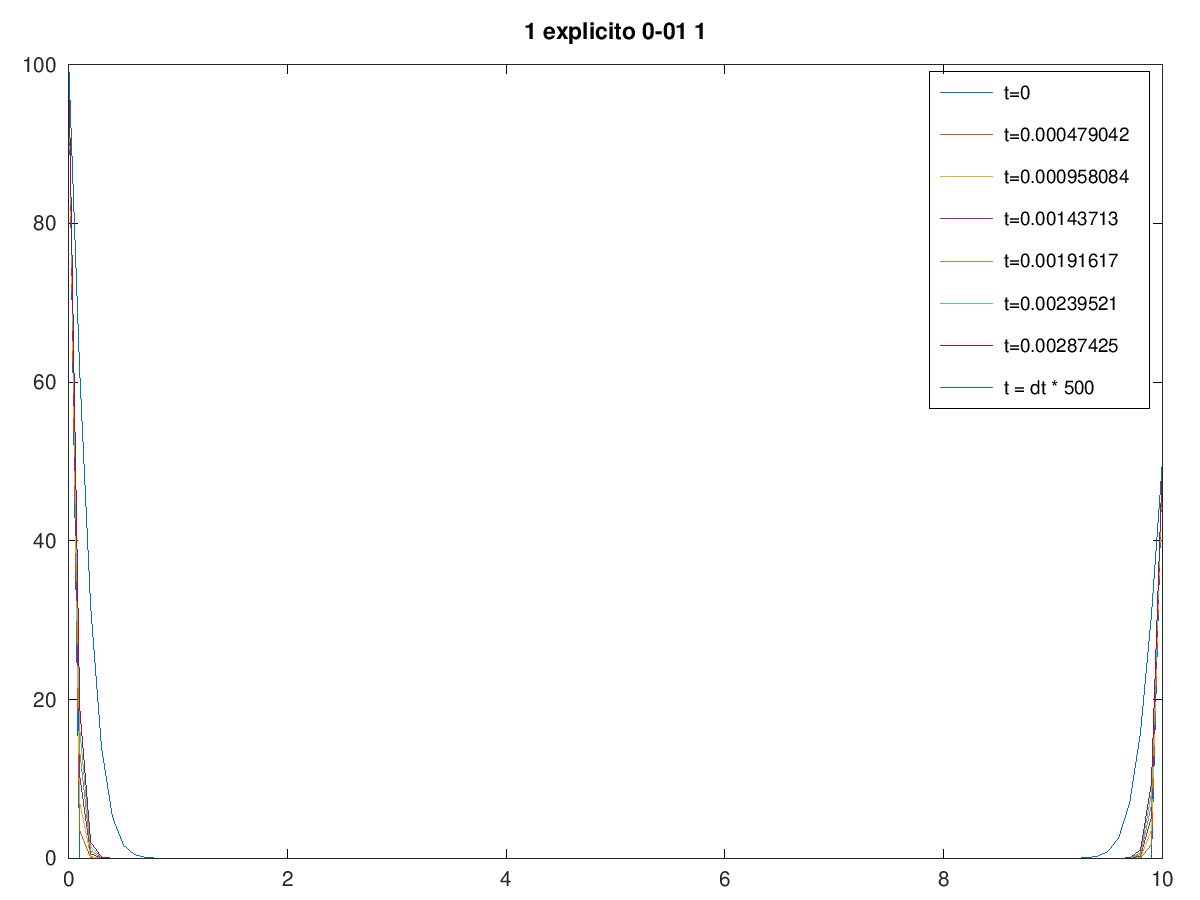 1 explicito 0-01 1
100
80
60
40
20
0
0 2 4 6 8 10
t=0
t=0.000479042
t=0.000958084
t=0.00143713
t=0.00191617
t=0.00239521
t=0.00287425
t = dt * 500